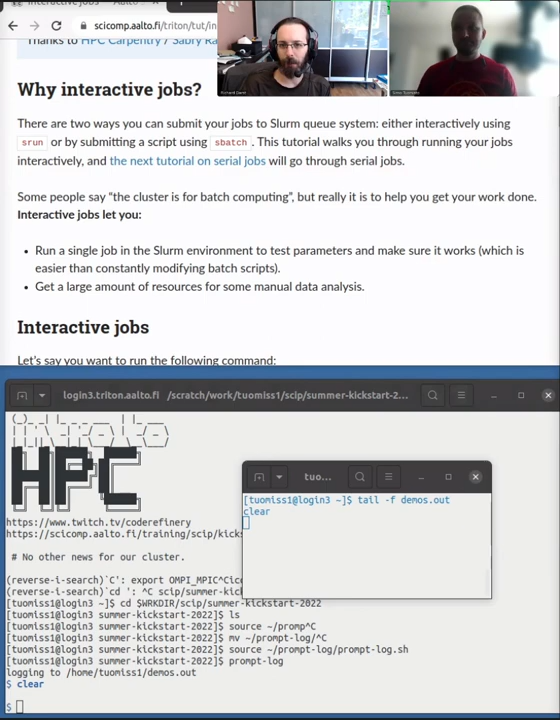 Interactive jobs — Aalto
scicomp.aalto.fi/triton/tut/in
Thanks to HPC Carpentry / Sabry Ra
Why interactive jobs?
There are two ways you can submit your jobs to Slurm queue system: either interactively using
srun or by submitting a script using sbatch . This tutorial walks you through running your jobs
interactively, and the next tutorial on serial jobs will go through serial jobs.
Some people say “the cluster is for batch computing”, but really it is to help you get your work done.
Interactive jobs let you:
• Run a single job in the Slurm environment to test parameters and make sure it works (which is
easier than constantly modifying batch scripts).
• Get a large amount of resources for some manual data analysis.
Interactive jobs
Let’s say you want to run the following command:
login3.triton.aalto.fi /scratch/work/tuomiss1/scip/summer-kickstart-2...
HPC
https://www.twitch.tv/coderefinery
https://scicomp.aalto.fi/training/scip/kicks
# No other news for our cluster.
(reverse-i-search)`C': export OMPI_MPIC^Cic
(reverse-i-search)`cd ': ^C scip/summer-kic
[tuomiss1@login3 ~]$ cd $WRKDIR/scip/summer-kickstart-2022
[tuomiss1@login3 summer-kickstart-2022]$ ls
[tuomiss1@login3 summer-kickstart-2022]$ source ~/promp^C
[tuomiss1@login3 summer-kickstart-2022]$ mv ~/prompt-log/^C
[tuomiss1@login3 summer-kickstart-2022]$ source ~/prompt-log/prompt-log.sh
[tuomiss1@login3 summer-kickstart-2022]$ prompt-log
logging to /home/tuomiss1/demos.out
$ clear
$
tuo...
[tuomiss1@login3 ~]$ tail -f demos.out
clear